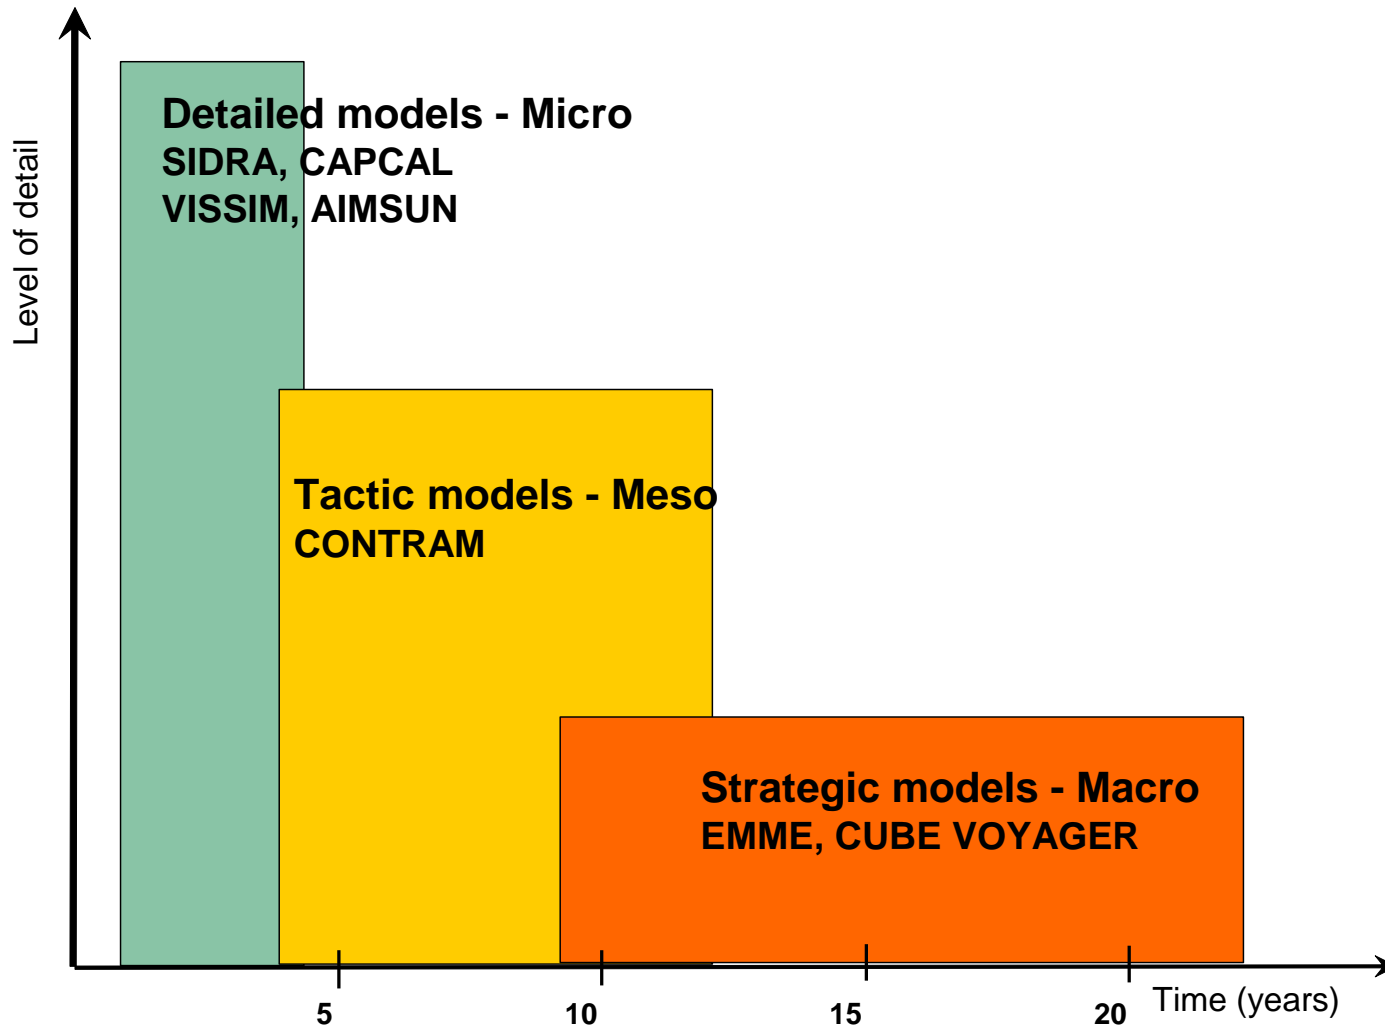 Level of detail
Detailed models - Micro
SIDRA, CAPCAL
VISSIM, AIMSUN
Tactic models - Meso
CONTRAM
Strategic models - Macro
EMME, CUBE VOYAGER
5
10
15
20
Time (years)